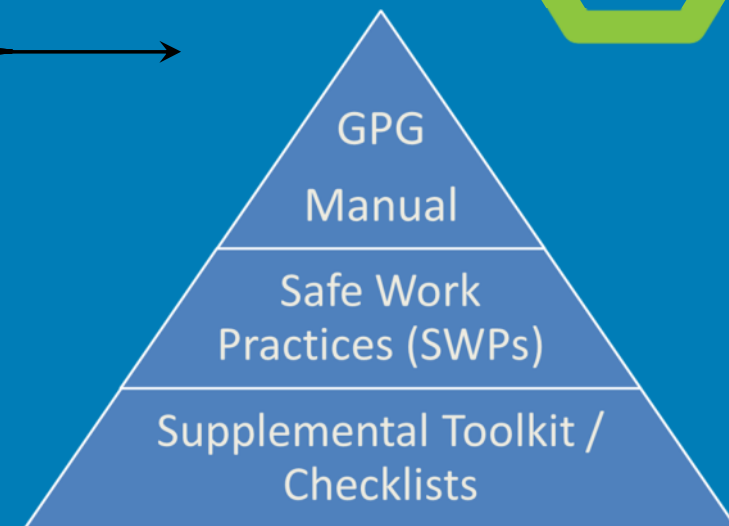 GPG
Manual
Safe Work
Practices (SWPs)
Supplemental Toolkit /
Checklists